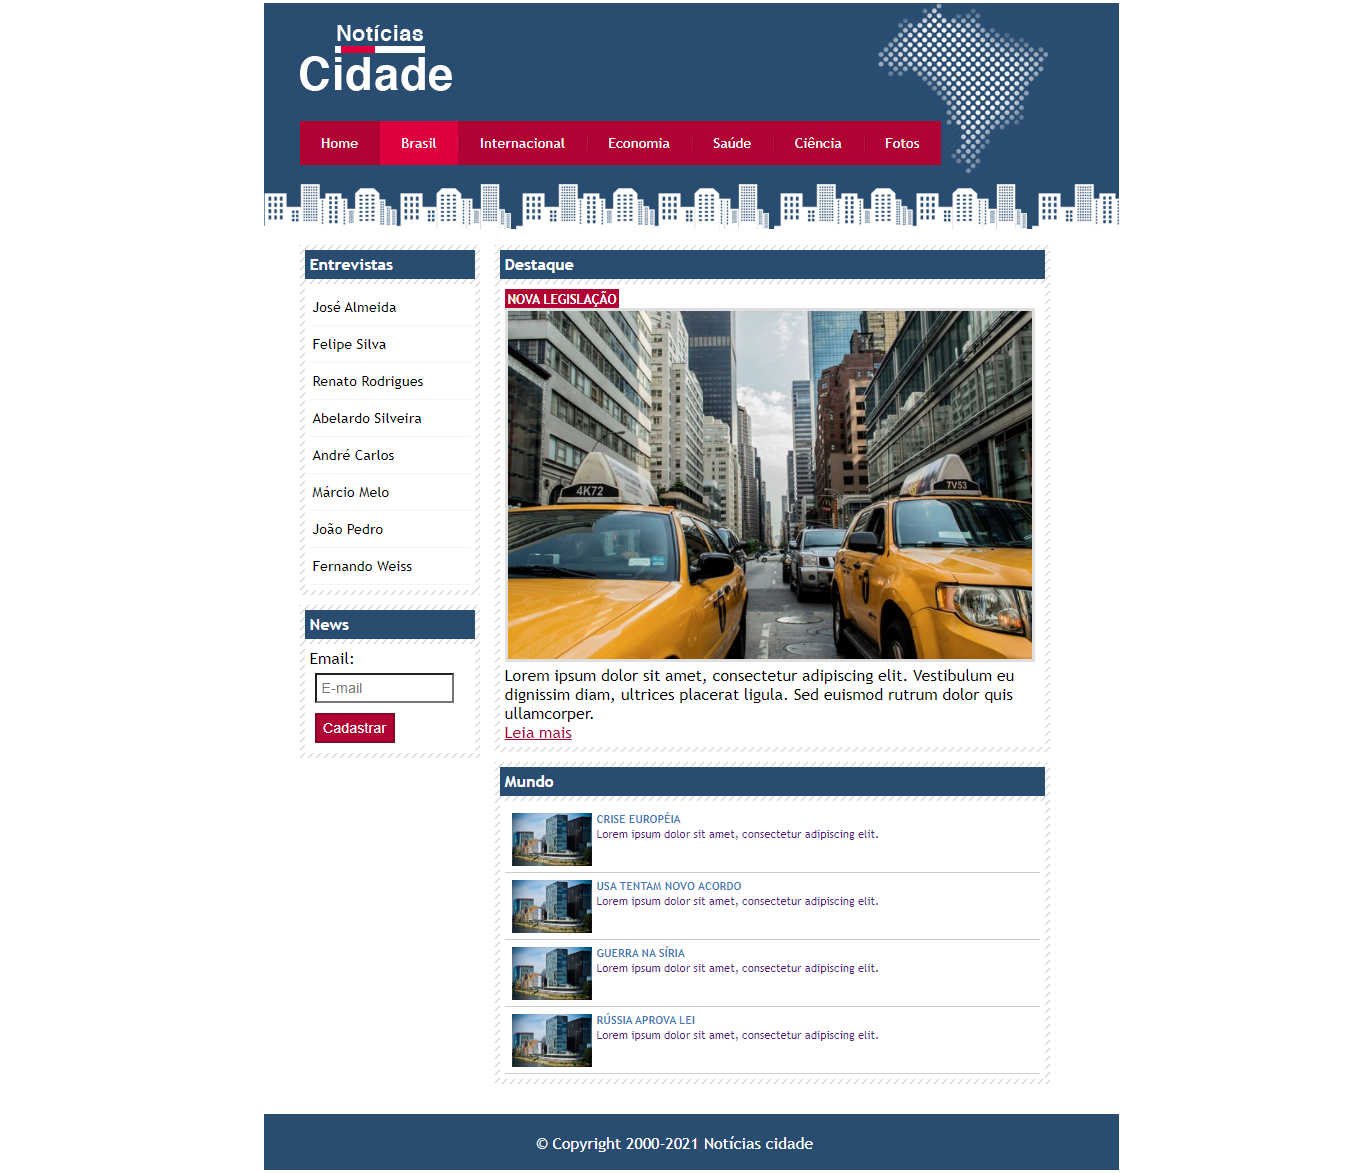 Notícias
Cidade
Home
Brasil
Internacional
Economia
Saúde
Ciência
Fotos
Entrevistas
José Almeida
Felipe Silva
Renato Rodrigues
Abelardo Silveira
André Carlos
Márcio Melo
João Pedro
Fernando Weiss
News
Email:
E-mail
Cadastrar
Destaque
NOVA LEGISLAÇÃO
4K72
7V53
Lorem ipsum dolor sit amet, consectetur adipiscing elit. Vestibulum eu
dignissim diam, ultrices placerat ligula. Sed euismod rutrum dolor quis
ullamcorper.
Leia mais
Mundo
CRISE EUROPÉIA
Lorem ipsum dolor sit amet, consectetur adipiscing elit.
USA TENTAM NOVO ACORDO
Lorem ipsum dolor sit amet, consectetur adipiscing elit.
GUERRA NA SÍRIA
Lorem ipsum dolor sit amet, consectetur adipiscing elit.
RÚSSIA APROVA LEI
Lorem ipsum dolor sit amet, consectetur adipiscing elit.
© Copyright 2000-2021 Notícias cidade